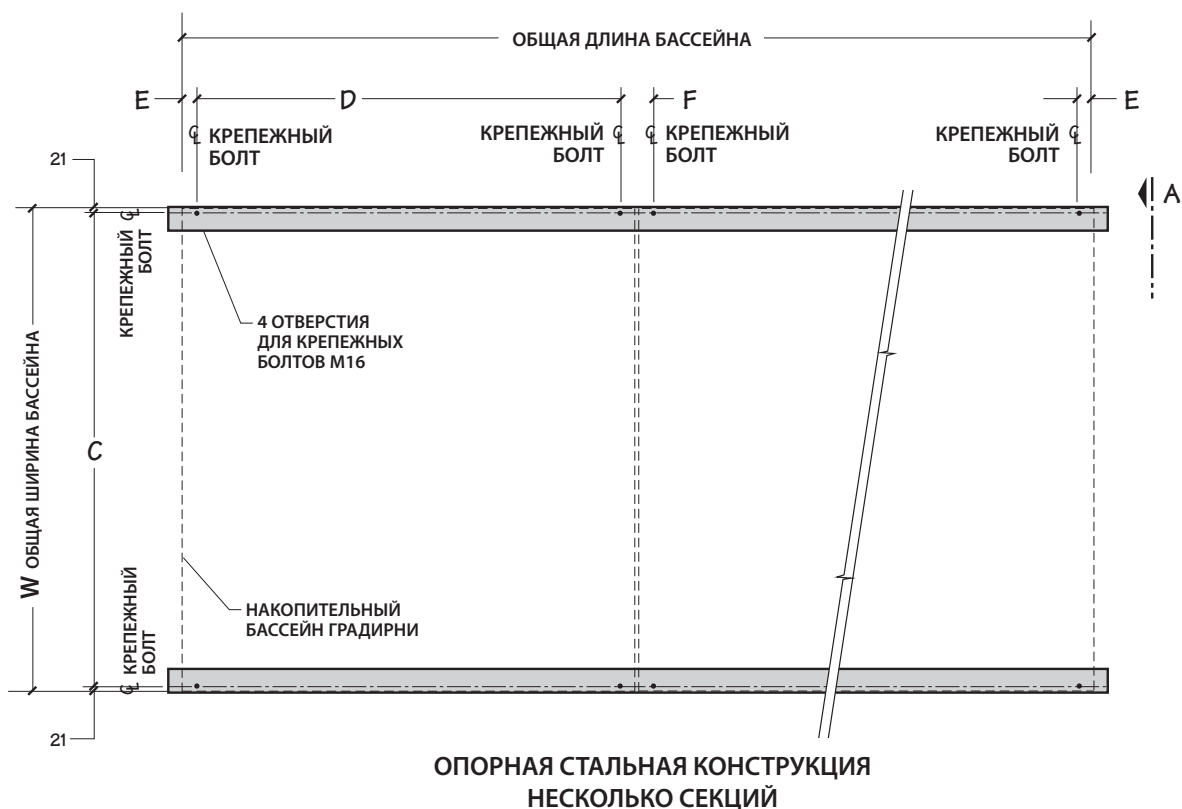 ОБЩАЯ ДЛИНА БАССЕЙНА
E
D
F
E
℄ КРЕПЕЖНЫЙ
БОЛТ
КРЕПЕЖНЫЙ ℄
БОЛТ
℄ КРЕПЕЖНЫЙ
БОЛТ
КРЕПЕЖНЫЙ ℄
БОЛТ
21
A
КРЕПЕЖНЫЙ ℄
БОЛТ
4 ОТВЕРСТИЯ
ДЛЯ КРЕПЕЖНЫХ
БОЛТОВ M16
W ОБЩАЯ ШИРИНА БАССЕЙНА
C
НАКОПИТЕЛЬНЫЙ
БАССЕЙН ГРАДИРНИ
℄ КРЕПЕЖНЫЙ
БОЛТ
21
ОПОРНАЯ СТАЛЬНАЯ КОНСТРУКЦИЯ
НЕСКОЛЬКО СЕКЦИЙ